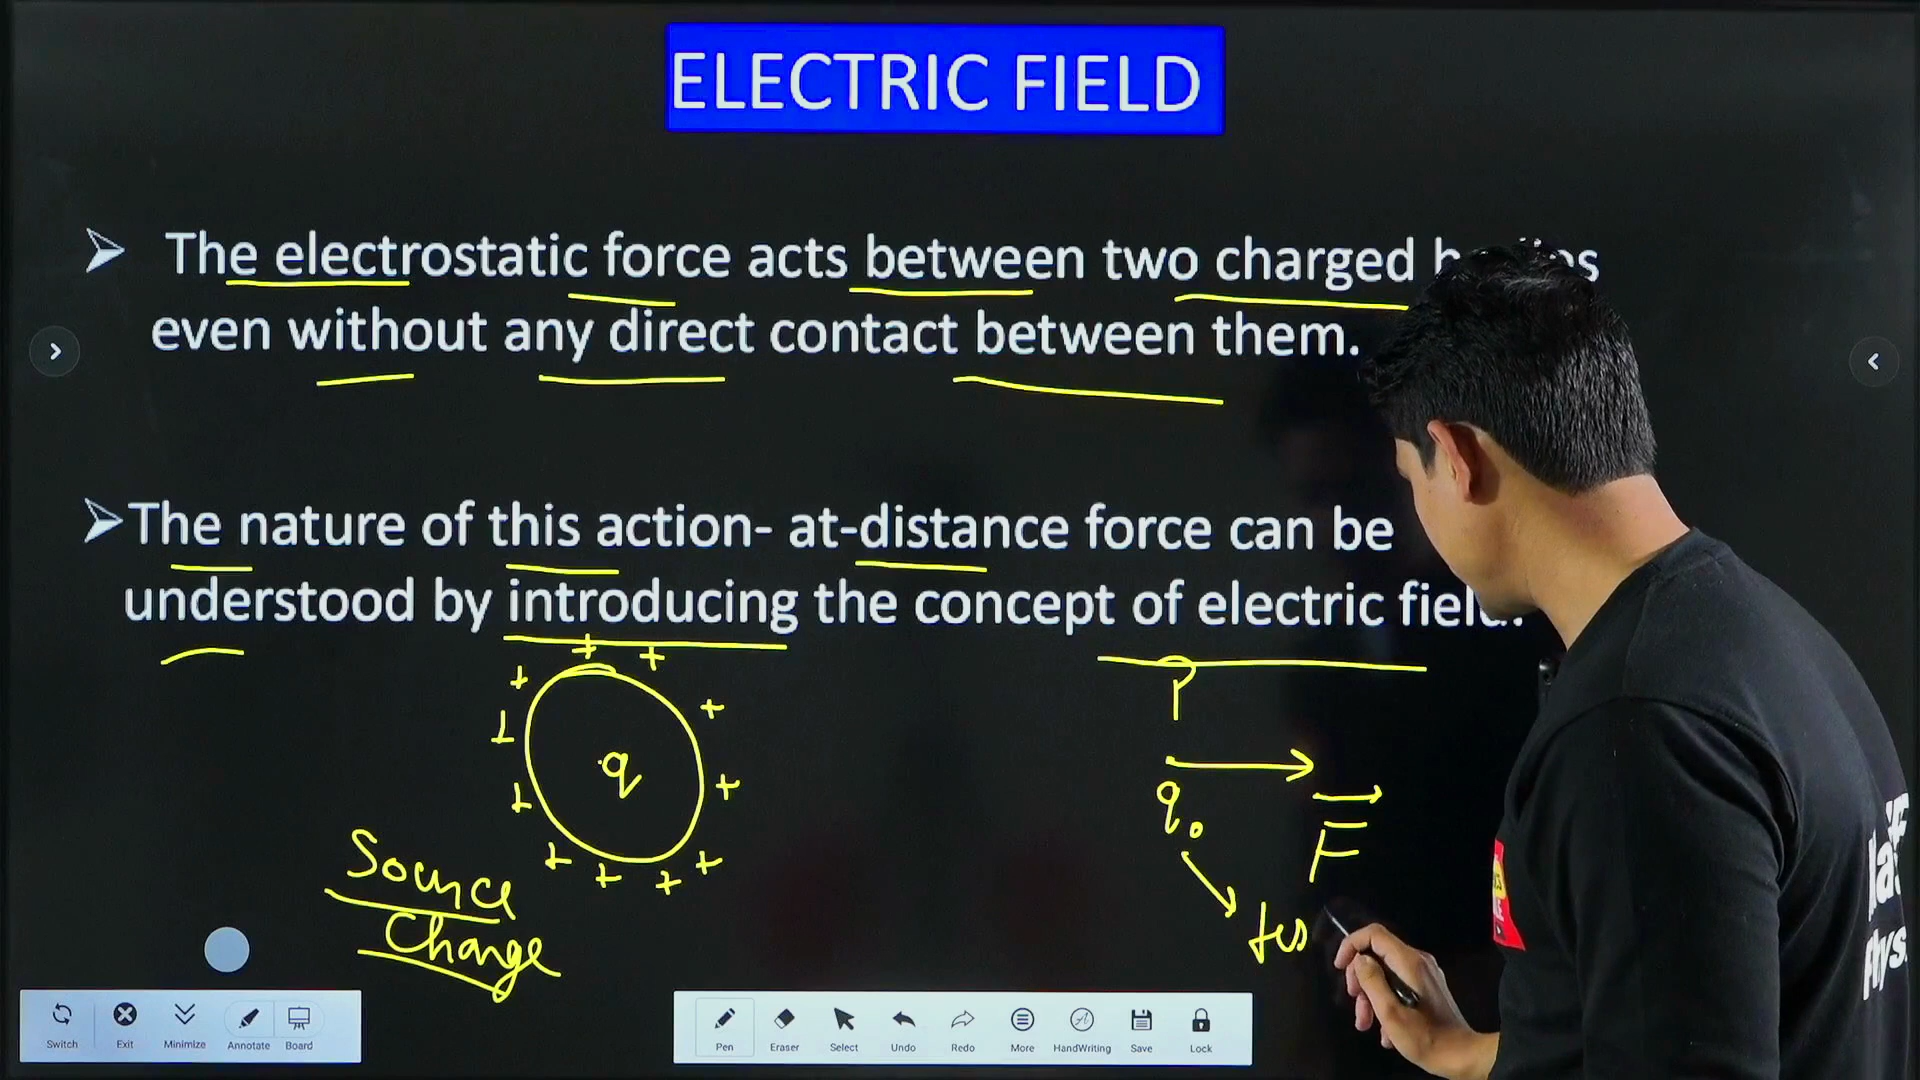 ELECTRIC FIELD
The electrostatic force acts between two charged
even without any direct contact between them.
The nature of this action- at-distance force can be
understood by introducing the concept of electric field.
+ +
+ +
+ q +
+ + + + +
Source
Charge
P
q₀
F
tes
Switch Exit Minimize Annotate Board
Pen Eraser Select Undo Redo More HandWriting Save Lock